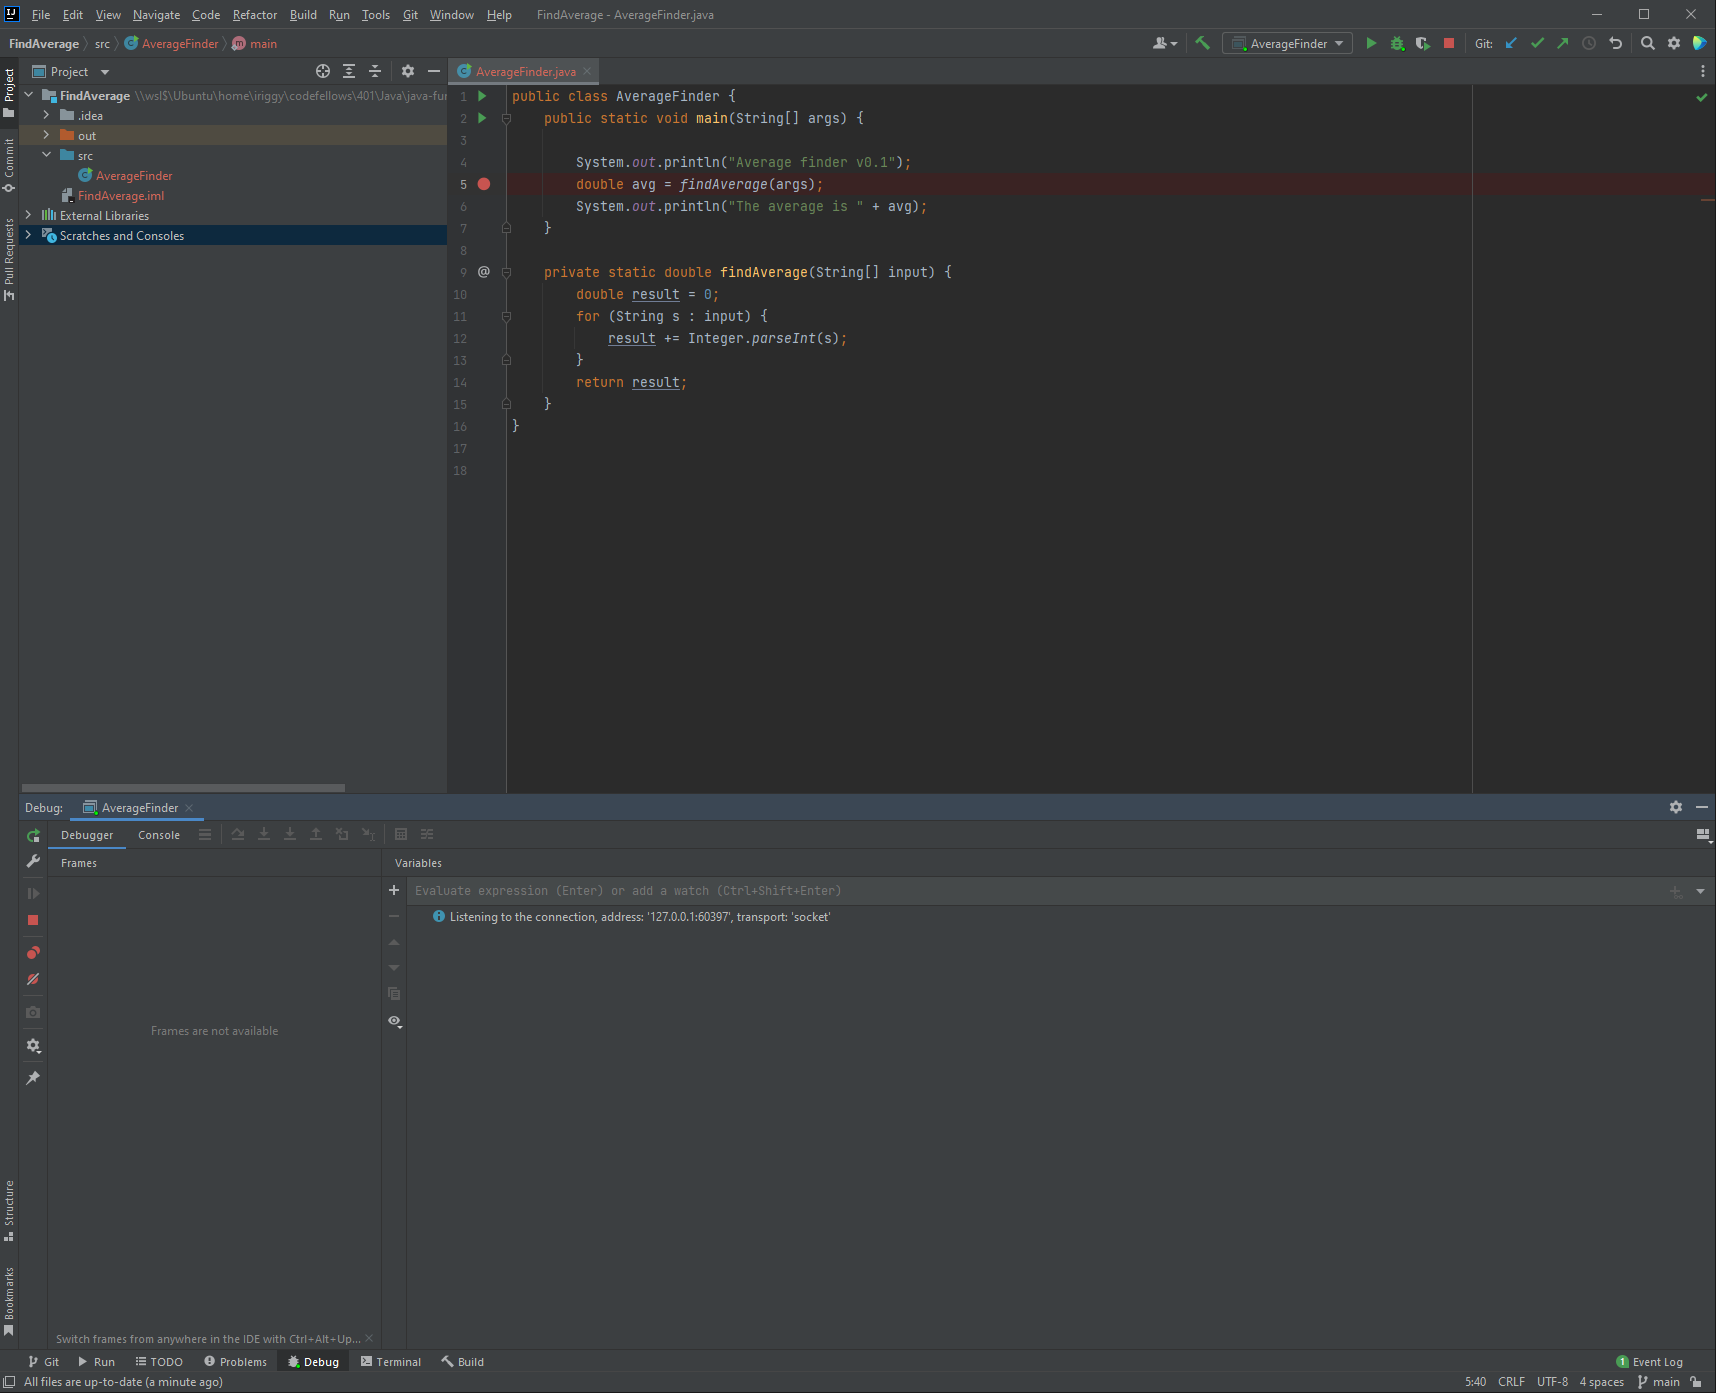 File Edit View Navigate Code Refactor Build Run Tools Git Window Help FindAverage - AverageFinder.java
FindAverage src AverageFinder main
AverageFinder
Git:
Project
AverageFinder.java
FindAverage \\wsl$\Ubuntu\home\iriggy\codefellows\401\Java\java-fur
.idea
out
src
AverageFinder
FindAverage.iml
External Libraries
Scratches and Consoles
Project
Commit
Pull Requests
Structure
Bookmarks
1 public class AverageFinder {
2 public static void main(String[] args) {
3
4 System.out.println("Average finder v0.1");
5 double avg = findAverage(args);
6 System.out.println("The average is " + avg);
7 }
8
9 @ private static double findAverage(String[] input) {
10 double result = 0;
11 for (String s : input) {
12 result += Integer.parseInt(s);
13 }
14 return result;
15 }
16 }
17
18
Debug: AverageFinder
Debugger Console
Frames
Variables
Evaluate expression (Enter) or add a watch (Ctrl+Shift+Enter)
Listening to the connection, address: '127.0.0.1:60397', transport: 'socket'
Frames are not available
Switch frames from anywhere in the IDE with Ctrl+Alt+Up...
Git Run TODO Problems Debug Terminal Build
1 Event Log
All files are up-to-date (a minute ago)
5:40 CRLF UTF-8 4 spaces main